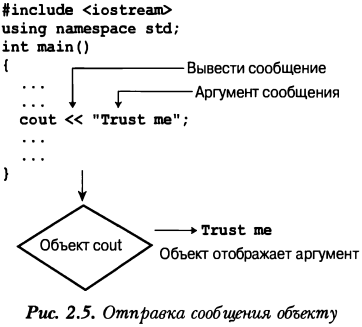 #include <iostream>
using namespace std;
int main()
{
...
Вывести сообщение
...
Аргумент сообщения
cout << "Trust me";
...
...
}
Объект cout
Trust me
Объект отображает аргумент
Рис. 2.5. Отправка сообщения объекту